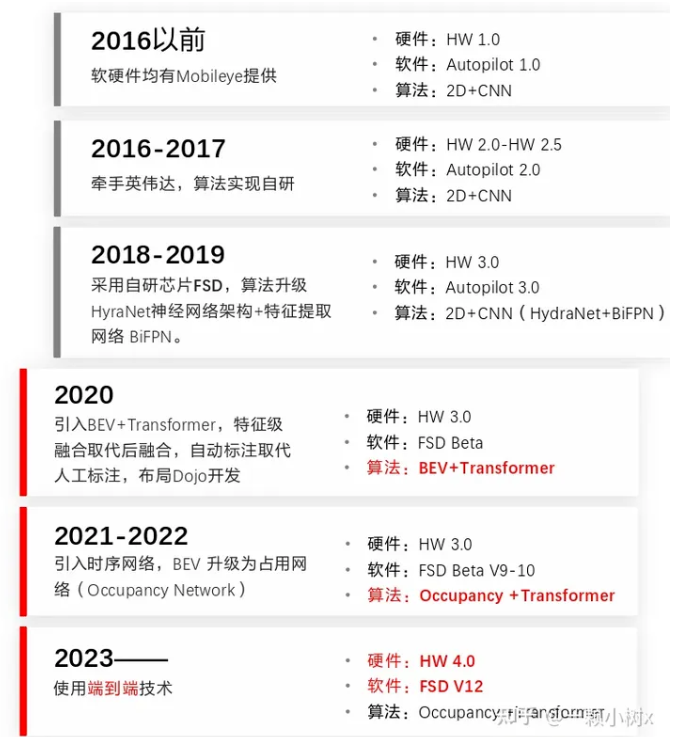 2016以前
软硬件均有Mobileye提供
• 硬件：HW 1.0
• 软件：Autopilot 1.0
• 算法：2D+CNN
2016-2017
牵手英伟达，算法实现自研
• 硬件：HW 2.0-HW 2.5
• 软件：Autopilot 2.0
• 算法：2D+CNN
2018-2019
采用自研芯片FSD，算法升级
HyraNet神经网络架构+特征提取
网络 BiFPN。
• 硬件：HW 3.0
• 软件：Autopilot 3.0
• 算法：2D+CNN（HydraNet+BiFPN）
2020
引入BEV+Transformer，特征级
融合取代后融合，自动标注取代
人工标注，布局Dojo开发
• 硬件：HW 3.0
• 软件：FSD Beta
• 算法：BEV+Transformer
2021-2022
引入时序网络，BEV 升级为占用网
络（Occupancy Network）
• 硬件：HW 3.0
• 软件：FSD Beta V9-10
• 算法：Occupancy +Transformer
2023——
使用端到端技术
• 硬件：HW 4.0
• 软件：FSD V12
• 算法：Occupancy +Transformer
知乎 @一颗小树x